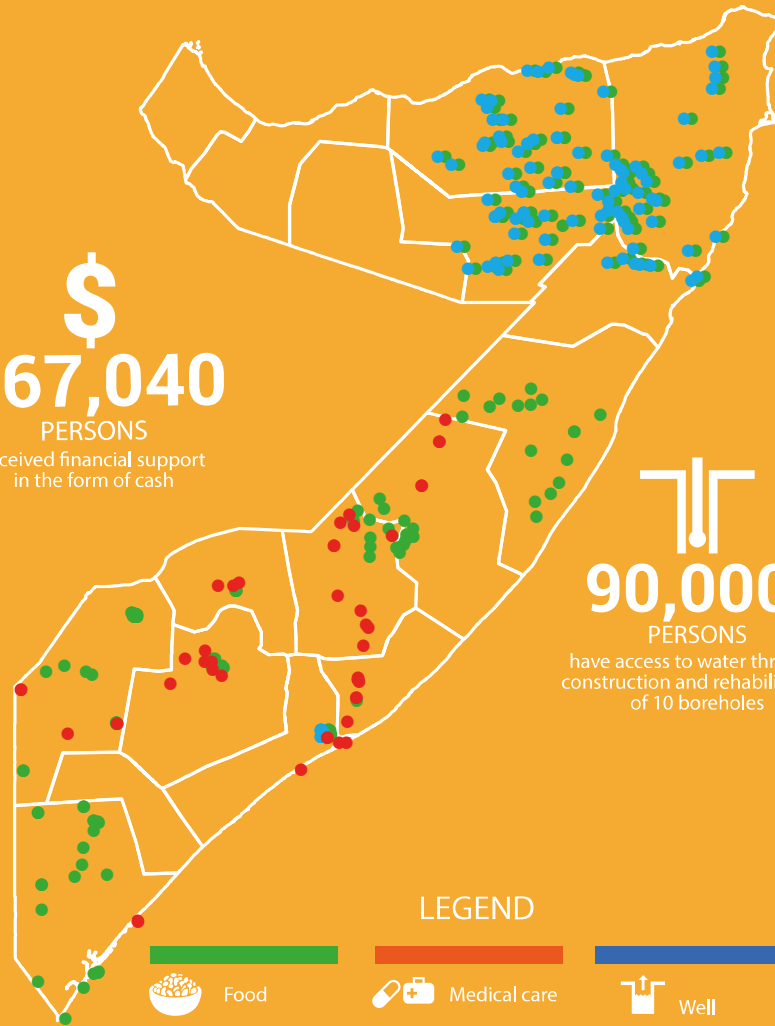 $
67,040
PERSONS
ceived financial support
in the form of cash
90,000
PERSONS
have access to water thr
construction and rehabili
of 10 boreholes
LEGEND
Food
Medical care
Well